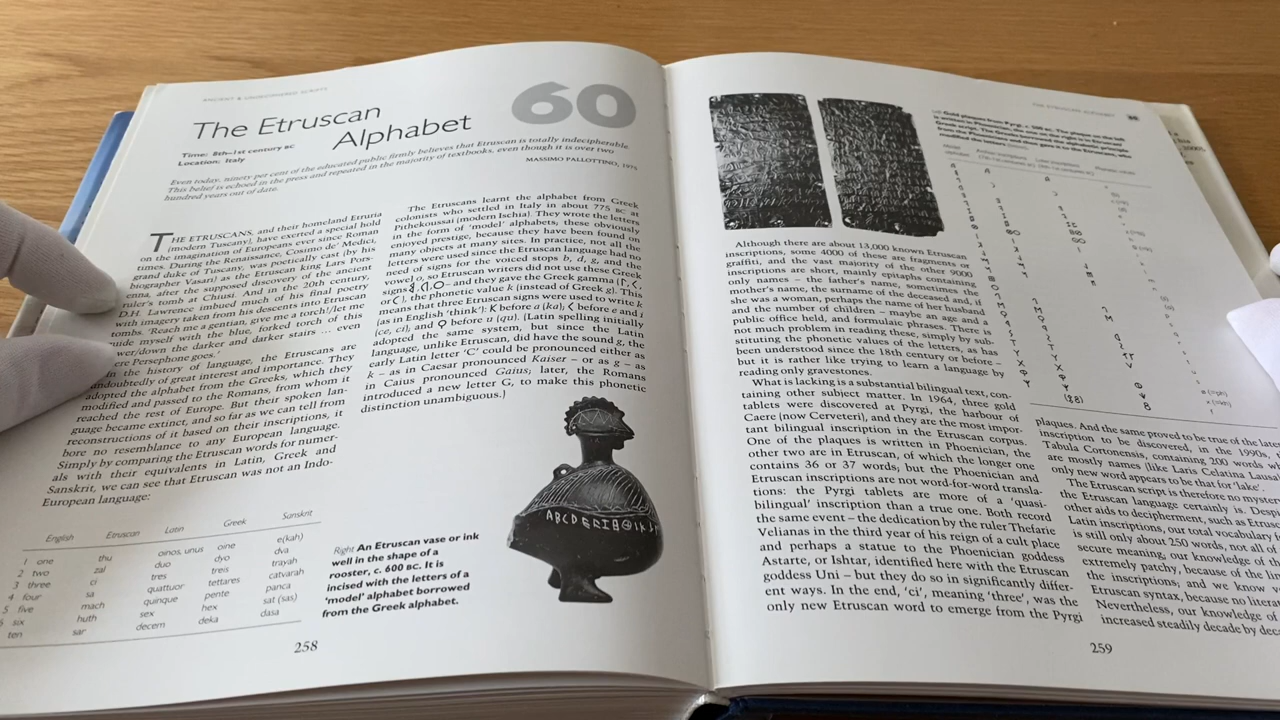 ANCIENT & UNDECIPHERED SCRIPTS
60
The Etruscan
Alphabet
Time: 8th–1st century BC
Location: Italy
Even today, ninety per cent of the educated public firmly believes that Etruscan is totally indecipherable.
This belief is echoed in the press and repeated in the majority of textbooks, even though it is over two
hundred years out of date.
MASSIMO PALLOTTINO, 1975
THE ETRUSCANS, and their homeland Etruria
(modern Tuscany), have exerted a special hold
on the imagination of Europeans ever since Roman
times. During the Renaissance, Cosimo de' Medici,
grand duke of Tuscany, was poetically cast (by his
biographer Vasari) as the Etruscan king Lars Pors-
enna, after the supposed discovery of the ancient
ruler's tomb at Chiusi. And in the 20th century,
D.H. Lawrence imbued much of his final poetry
with imagery taken from his descents into Etruscan
tombs. 'Reach me a gentian, give me a torch!/let me
guide myself with the blue, forked torch of this
down the darker and darker stairs … even
Persephone goes.'
the history of language, the Etruscans are
undoubtedly of great interest and importance. They
adopted the alphabet from the Greeks, which they
modified and passed to the Romans, from whom it
reached the rest of Europe. But their spoken lan-
guage became extinct, and so far as we can tell from
reconstructions of it based on their inscriptions, it
bore no resemblance to any European language.
Simply by comparing the Etruscan words for numer-
als with their equivalents in Latin, Greek and
Sanskrit, we can see that Etruscan was not an Indo-
European language:
English Etruscan Latin Greek Sanskrit
1 one thu oinos, unus oine e(kah)
2 two zal duo dyo dva
3 three ci tres treis trayah
4 four sa quattuor tettares catvarah
5 five mach quinque pente panca
six huth sex hex sat (sas)
ten sar decem deka dasa
The Etruscans learnt the alphabet from Greek
colonists who settled in Italy in about 775 BC at
Pithekoussai (modern Ischia). They wrote the letters
in the form of 'model' alphabets; these obviously
enjoyed prestige, because they have been found on
many objects at many sites. In practice, not all the
letters were used since the Etruscan language had no
need of signs for the voiced stops b, d, g, and the
vowel o, so Etruscan writers did not use these Greek
signs – and they gave the Greek gamma
or the phonetic value k (instead of Greek g). This
means that three Etruscan signs were used to write k
(as in English 'think'): K before a (ka), before e and i
(ce, ci), and before u (qu). (Latin spelling initially
adopted the same system, but since the Latin
language, unlike Etruscan, did have the sound g, the
early Latin letter 'C' could be pronounced either as
k – as in Caesar pronounced Kaiser – or as g – as
in Caius pronounced Gaius; later, the Romans
introduced a new letter G, to make this phonetic
distinction unambiguous.)
Right An Etruscan vase or ink
well in the shape of a
rooster, c. 600 BC. It is
incised with the letters of a
'model' alphabet borrowed
from the Greek alphabet.
258
THE ETRUSCAN ALPHABET
Gold plaques from Pyrgi, c. 500 BC. The plaque on the left
is written in Phoenician, the one on the right is in Etruscan
Although there are about 13,000 known Etruscan
inscriptions, some 4000 of these are fragments or
graffiti, and the vast majority of the other 9000
inscriptions are short, mainly epitaphs containing
only names – the father's name, sometimes the
mother's name, the surname of the deceased and, if
she was a woman, perhaps the name of her husband
and the number of children – maybe an age and a
public office held, and formulaic phrases. There is
not much problem in reading these, simply by sub-
stituting the phonetic values of the letters, as has
been understood since the 18th century or before –
but it is rather like trying to learn a language by
reading only gravestones.
What is lacking is a substantial bilingual text, con-
taining other subject matter. In 1964, three gold
tablets were discovered at Pyrgi, the harbour of
Caere (now Cerveteri), and they are the most impor-
tant bilingual inscription in the Etruscan corpus.
One of the plaques is written in Phoenician, the
other two are in Etruscan, of which the longer one
contains 36 or 37 words, but the Phoenician and
Etruscan inscriptions are not word-for-word transla-
tions: the Pyrgi tablets are more of a 'quasi-
bilingual' inscription than a true one. Both record
the same event – the dedication by the ruler Thefarie
Velianas in the third year of his reign of a cult place
and perhaps a statue to the Phoenician goddess
Astarte, or Ishtar, identified here with the Etruscan
goddess Uni – but they do so in significantly differ-
ent ways. In the end, 'ci', meaning 'three', was the
only new Etruscan word to emerge from the Pyrgi
plaques. And the same proved to be true of the late
inscription to be discovered, in the 1990s,
Tabula Cortonensis, containing 200 words
are mostly names (like Laris Celatina Lausa
only new word appears to be that for 'lake'.
The Etruscan script is therefore no myster
the Etruscan language certainly is. Desp
other aids to decipherment, such as Etrus
Latin inscriptions, our total vocabulary
is still only about 250 words, not all of
secure meaning, our knowledge of
extremely patchy, because of the lin
the inscriptions; and we know
Etruscan syntax, because no litera
Nevertheless, our knowledge of
increased steadily decade by dec
259